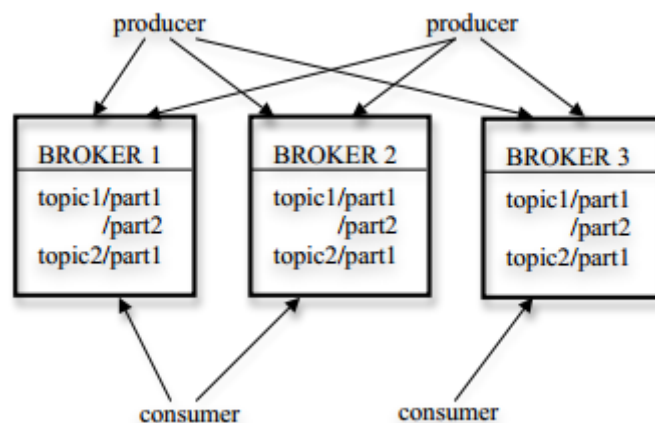 producer producer
BROKER 1
topic1/part1
/part2
topic2/part1
BROKER 2
topic1/part1
/part2
topic2/part1
BROKER 3
topic1/part1
/part2
topic2/part1
consumer consumer